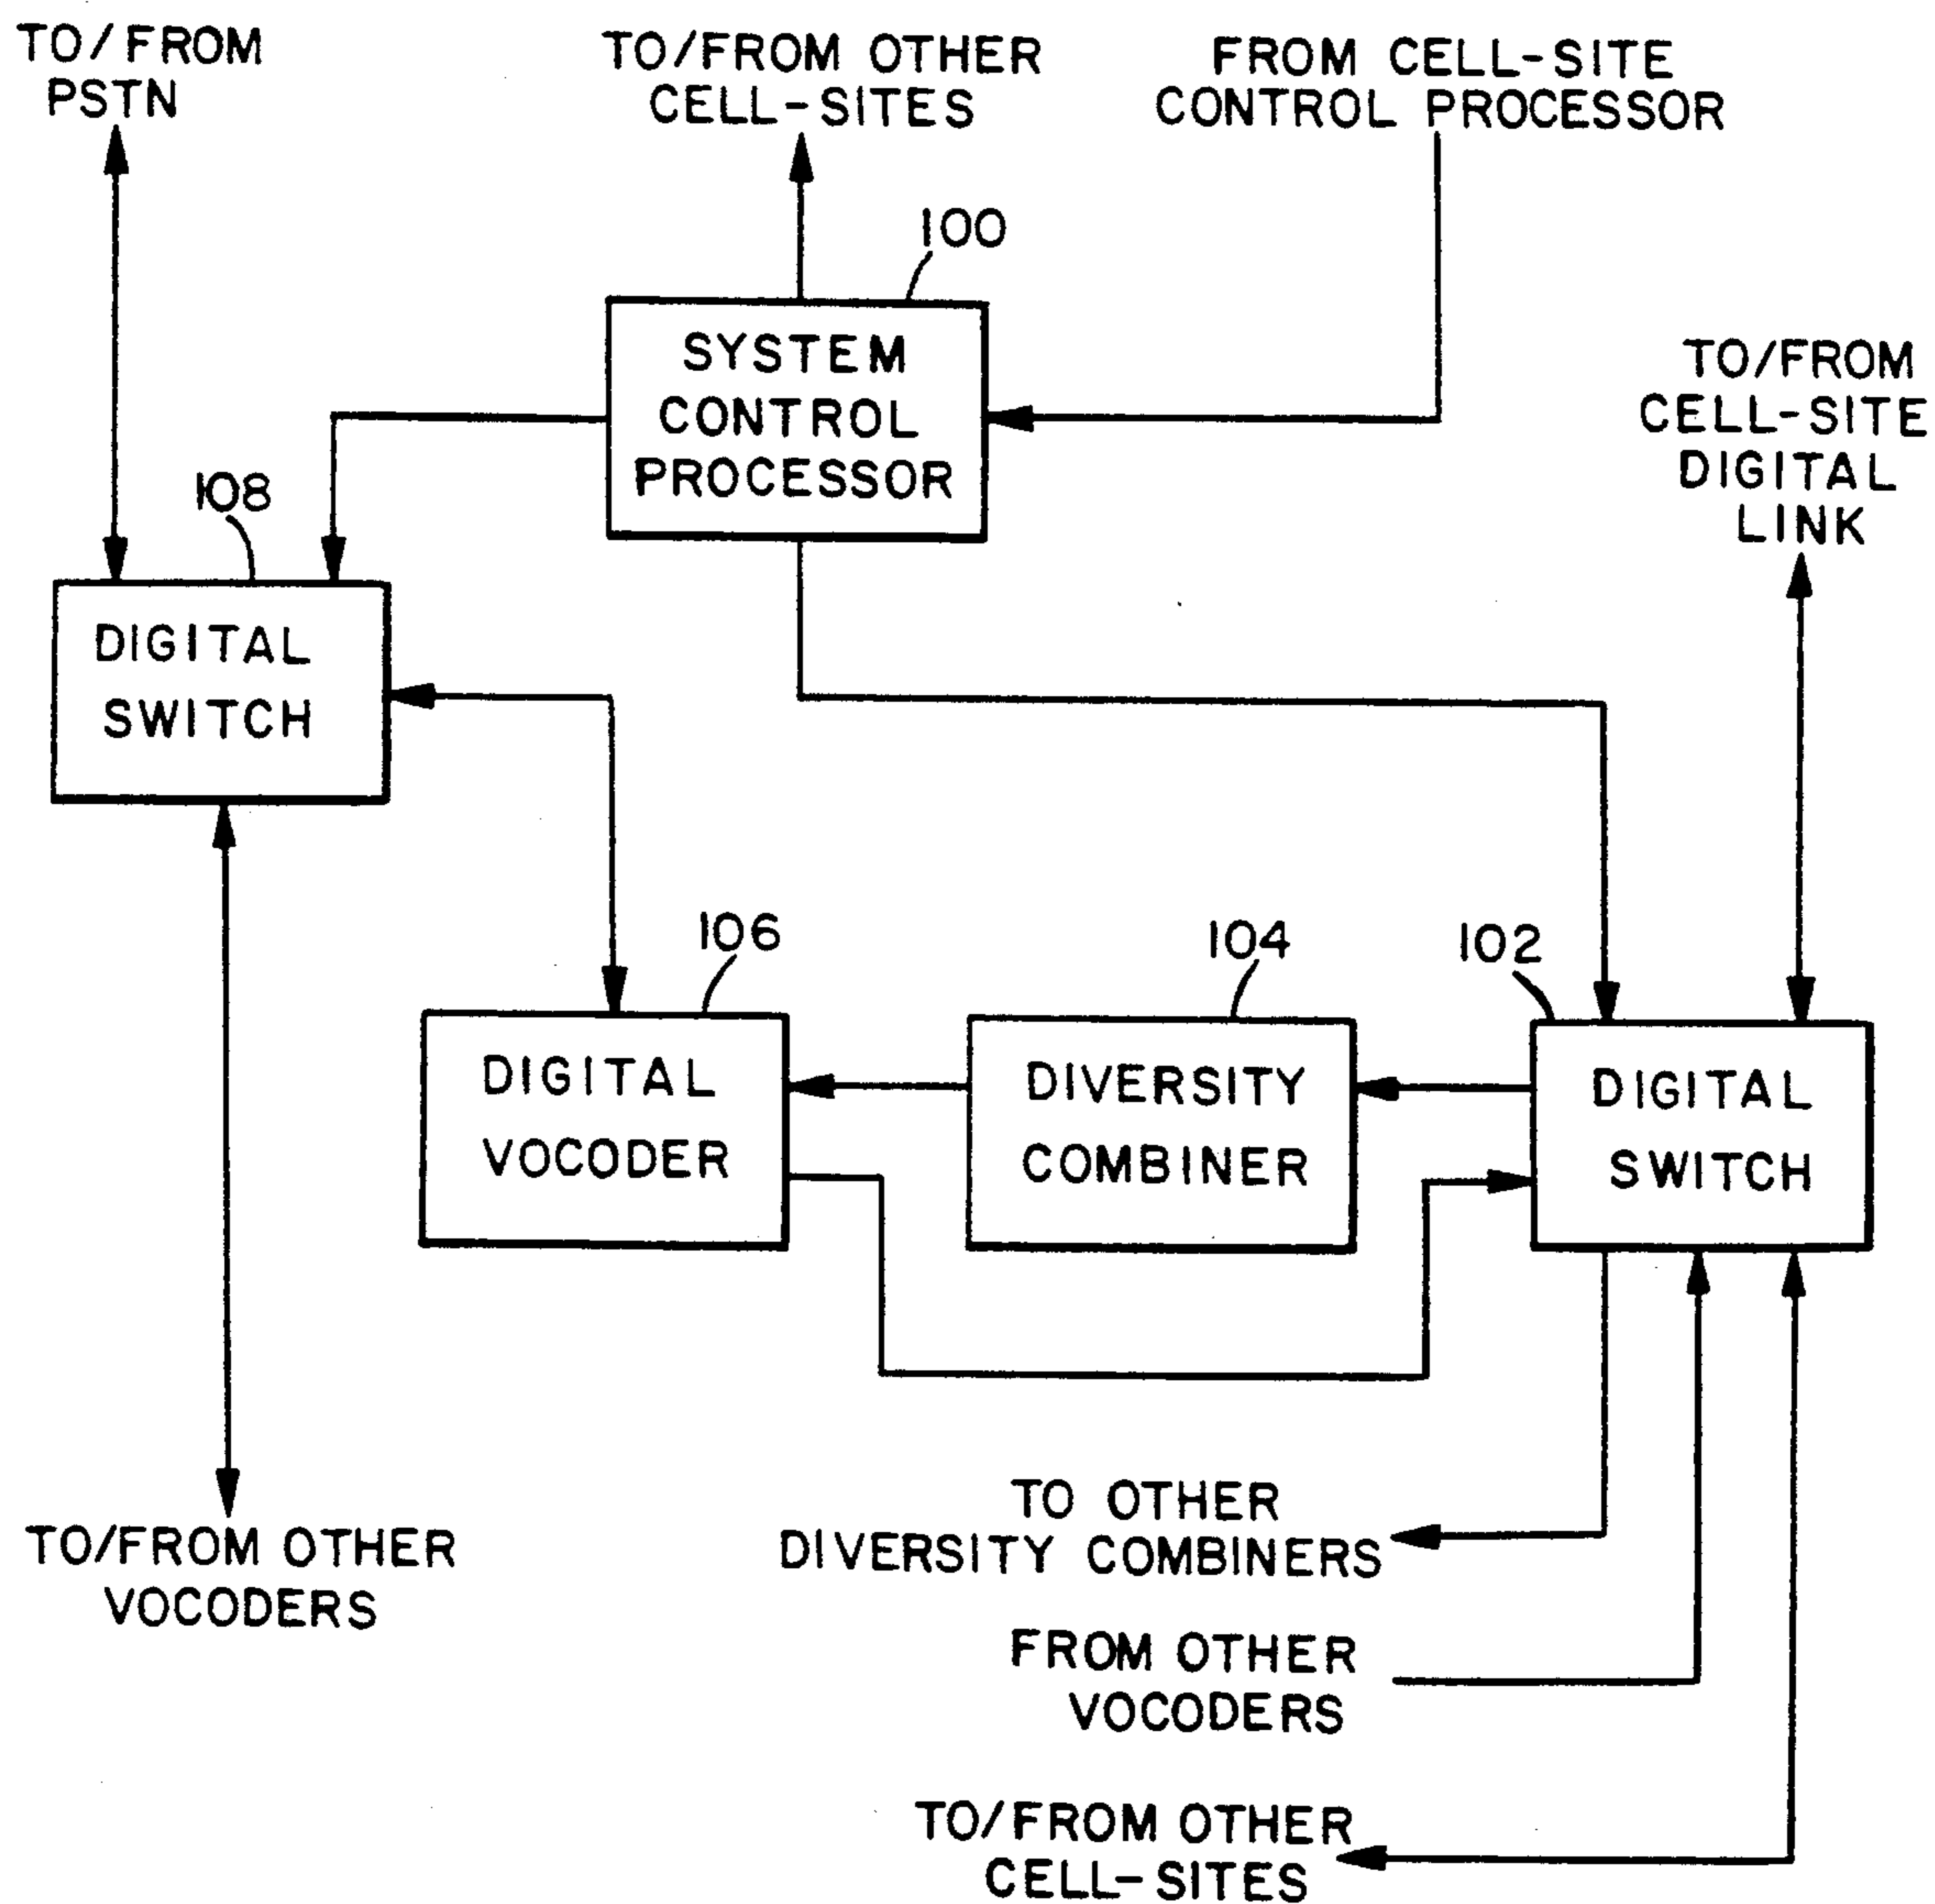 TO/FROM
PSTN
TO/FROM OTHER
CELL-SITES
FROM CELL-SITE
CONTROL PROCESSOR
100
SYSTEM
CONTROL
PROCESSOR
TO/FROM
CELL-SITE
DIGITAL
LINK
108
DIGITAL
SWITCH
106
DIGITAL
VOCODER
104
DIVERSITY
COMBINER
102
DIGITAL
SWITCH
TO/FROM OTHER
VOCODERS
TO OTHER
DIVERSITY COMBINERS
FROM OTHER
VOCODERS
TO/FROM OTHER
CELL-SITES